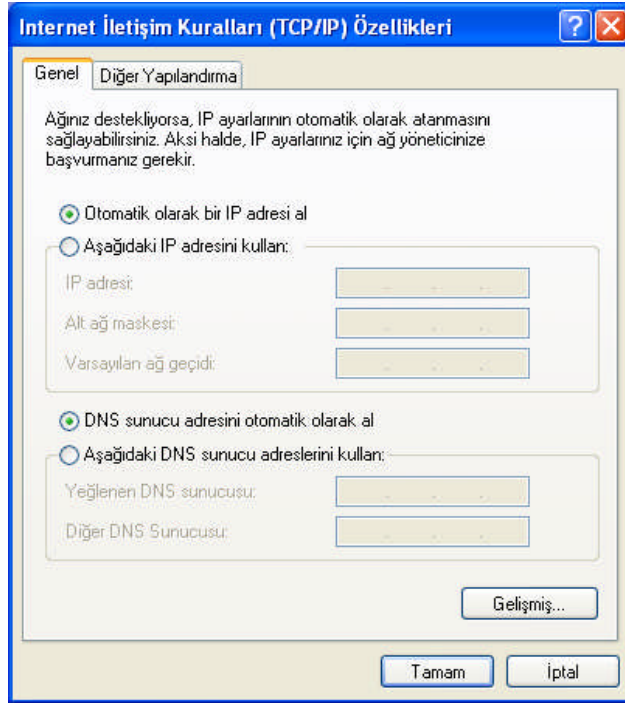 Internet İletişim Kuralları (TCP/IP) Özellikleri
Genel
Diğer Yapılandırma
Ağınız destekliyorsa, IP ayarlarının otomatik olarak atanmasını
sağlayabilirsiniz. Aksi halde, IP ayarlarınız için ağ yöneticinize
başvurmanız gerekir.
Otomatik olarak bir IP adresi al
Aşağıdaki IP adresini kullan:
IP adresi:
Alt ağ maskesi:
Varsayılan ağ geçidi:
DNS sunucu adresini otomatik olarak al
Aşağıdaki DNS sunucu adreslerini kullan:
Yeğlenen DNS sunucusu:
Diğer DNS Sunucusu:
Gelişmiş...
Tamam
İptal